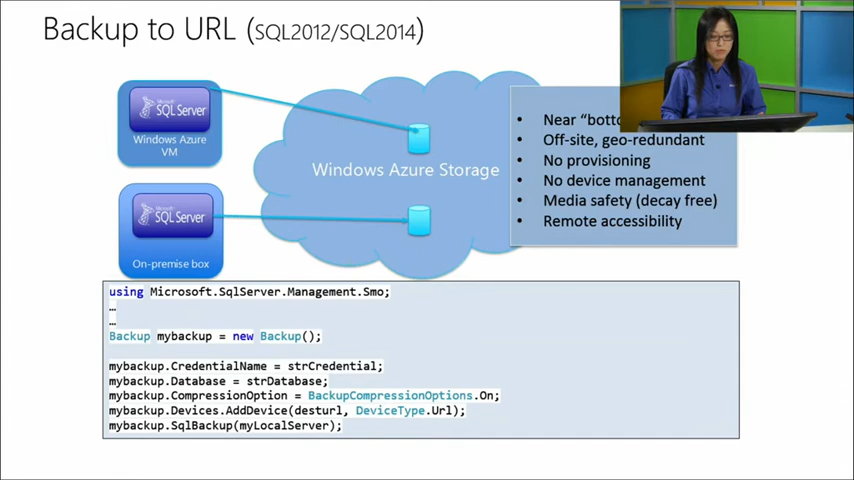 Backup to URL (SQL2012/SQL2014)
Microsoft
SQL Server
Windows Azure
VM
Microsoft
SQL Server
On-premise box
Windows Azure Storage
• Near
• Off-site, geo-redundant
• No provisioning
• No device management
• Media safety (decay free)
• Remote accessibility
using Microsoft.SqlServer.Management.Smo;
…
…
Backup mybackup = new Backup();
mybackup.CredentialName = strCredential;
mybackup.Database = strDatabase;
mybackup.CompressionOption = BackupCompressionOptions.On;
mybackup.Devices.AddDevice(desturl, DeviceType.Url);
mybackup.SqlBackup(myLocalServer);